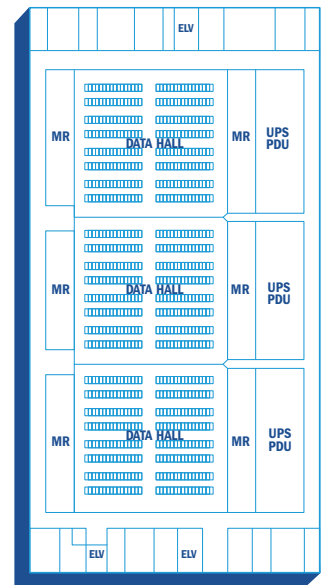 ELV
MR
DATA HALL
MR
UPS
PDU
MR
DATA HALL
MR
UPS
PDU
MR
DATA HALL
MR
UPS
PDU
ELV
ELV